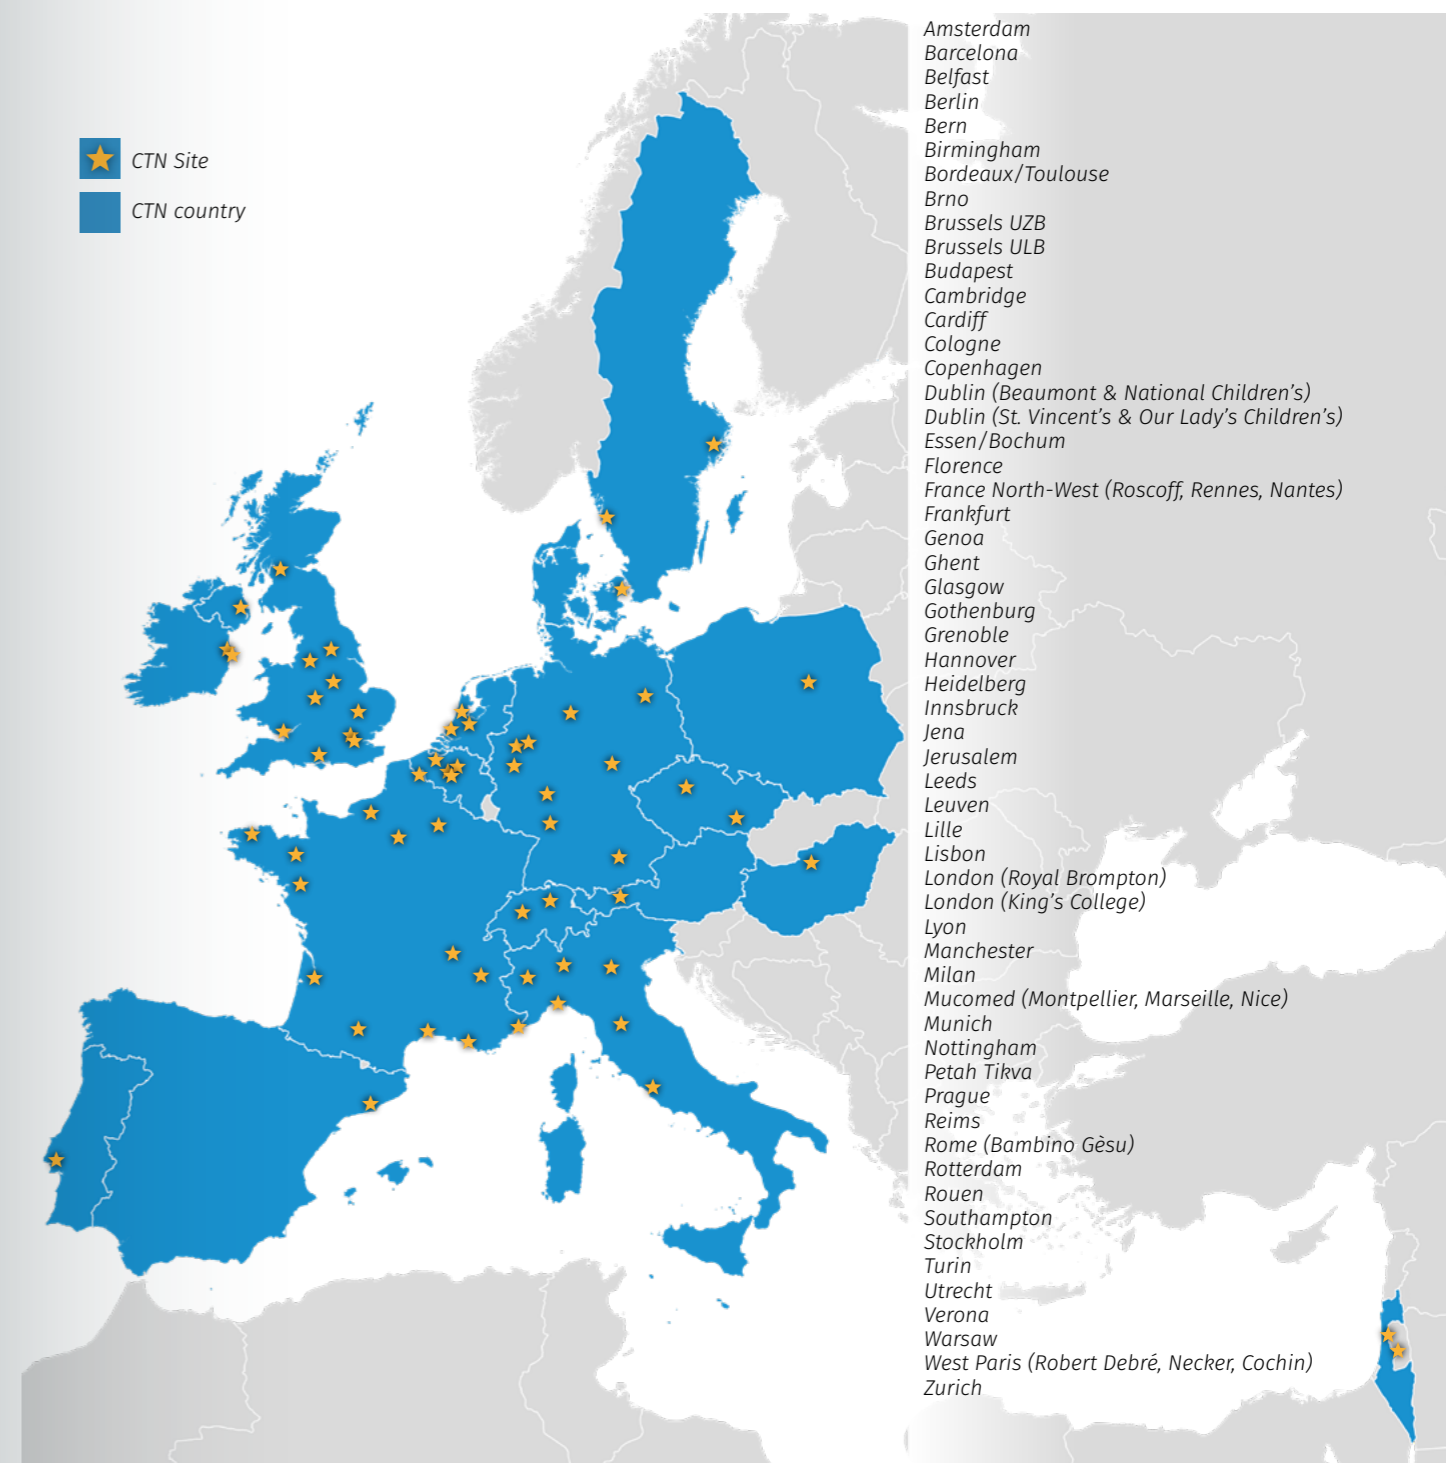 CTN Site
CTN country
Amsterdam
Barcelona
Belfast
Berlin
Bern
Birmingham
Bordeaux/Toulouse
Brno
Brussels UZB
Brussels ULB
Budapest
Cambridge
Cardiff
Cologne
Copenhagen
Dublin (Beaumont & National Children’s)
Dublin (St. Vincent’s & Our Lady’s Children’s)
Essen/Bochum
Florence
France North-West (Roscoff, Rennes, Nantes)
Frankfurt
Genoa
Ghent
Glasgow
Gothenburg
Grenoble
Hannover
Heidelberg
Innsbruck
Jena
Jerusalem
Leeds
Leuven
Lille
Lisbon
London (Royal Brompton)
London (King’s College)
Lyon
Manchester
Milan
Mucomed (Montpellier, Marseille, Nice)
Munich
Nottingham
Petah Tikva
Prague
Reims
Rome (Bambino Gèsu)
Rotterdam
Rouen
Southampton
Stockholm
Turin
Utrecht
Verona
Warsaw
West Paris (Robert Debré, Necker, Cochin)
Zurich